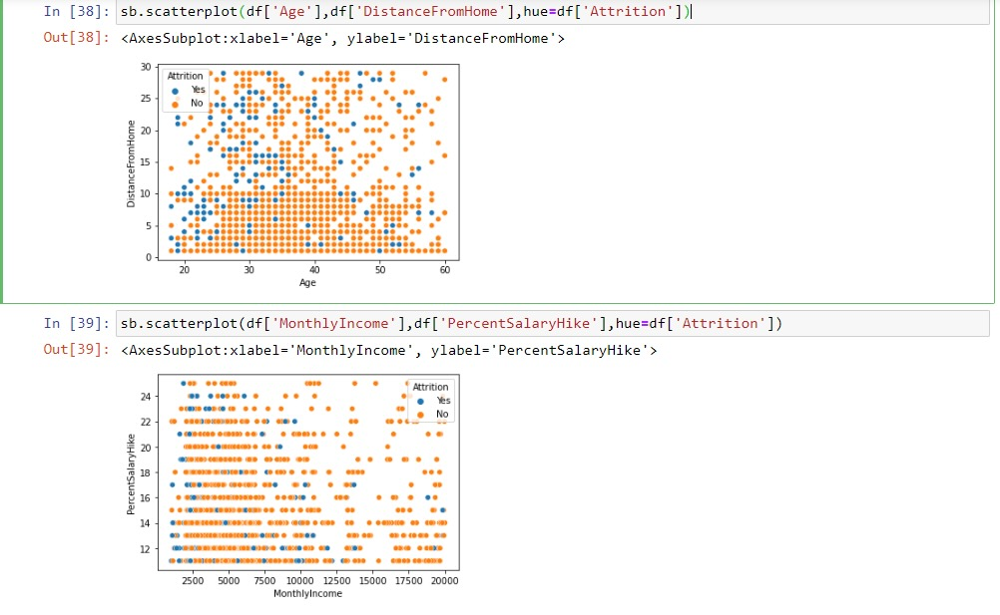 In [38]: sb.scatterplot(df['Age'],df['DistanceFromHome'],hue=df['Attrition'])
Out[38]: <AxesSubplot:xlabel='Age', ylabel='DistanceFromHome'>
30
25
20
15
10
5
0
DistanceFromHome
Attrition
Yes
No
20 30 40 50 60
Age
In [39]: sb.scatterplot(df['MonthlyIncome'],df['PercentSalaryHike'],hue=df['Attrition'])
Out[39]: <AxesSubplot:xlabel='MonthlyIncome', ylabel='PercentSalaryHike'>
24
22
20
18
16
14
12
PercentSalaryHike
Attrition
Yes
No
2500 5000 7500 10000 12500 15000 17500 20000
MonthlyIncome